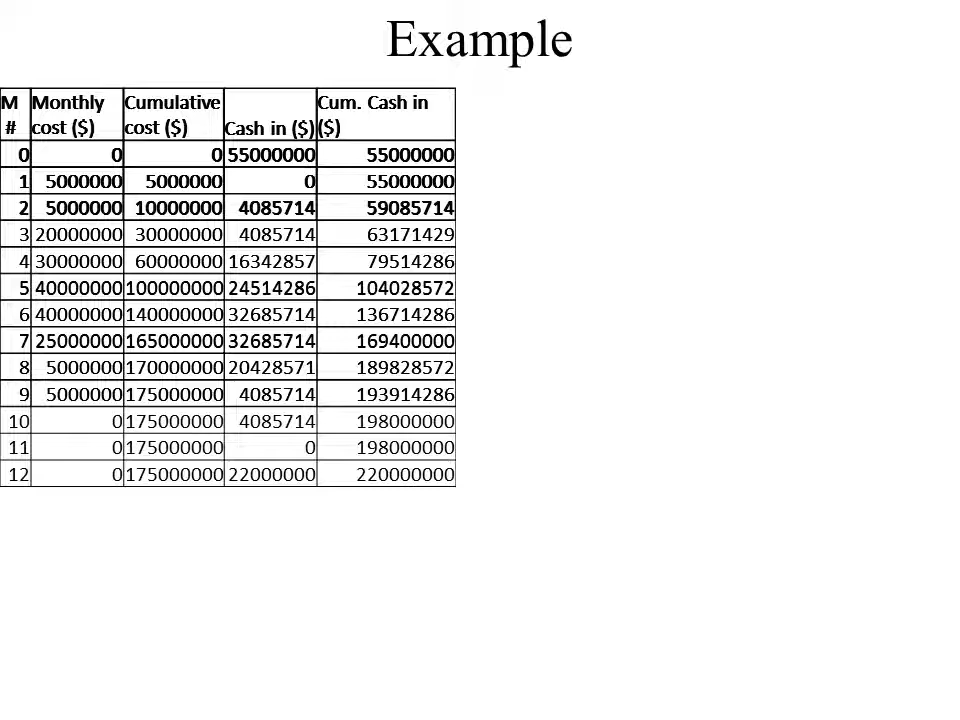 Example
M Monthly Cumulative Cum. Cash in
# cost ($) cost ($) Cash in ($) ($)
0 0 0 55000000 55000000
1 5000000 5000000 0 55000000
2 5000000 10000000 4085714 59085714
3 20000000 30000000 4085714 63171429
4 30000000 60000000 16342857 79514286
5 40000000 100000000 24514286 104028572
6 40000000 140000000 32685714 136714286
7 25000000 165000000 32685714 169400000
8 5000000 170000000 20428571 189828572
9 5000000 175000000 4085714 193914286
10 0 175000000 4085714 198000000
11 0 175000000 0 198000000
12 0 175000000 22000000 220000000